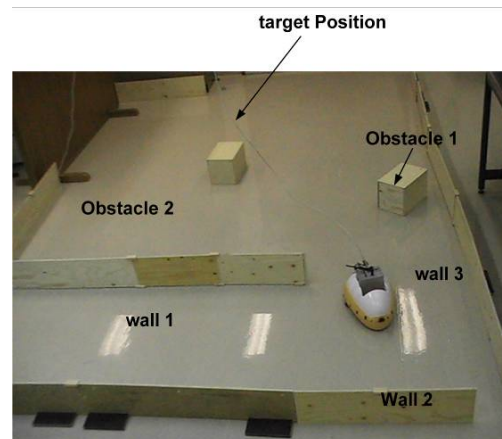 target Position
Obstacle 1
Obstacle 2
wall 3
wall 1
Wall 2